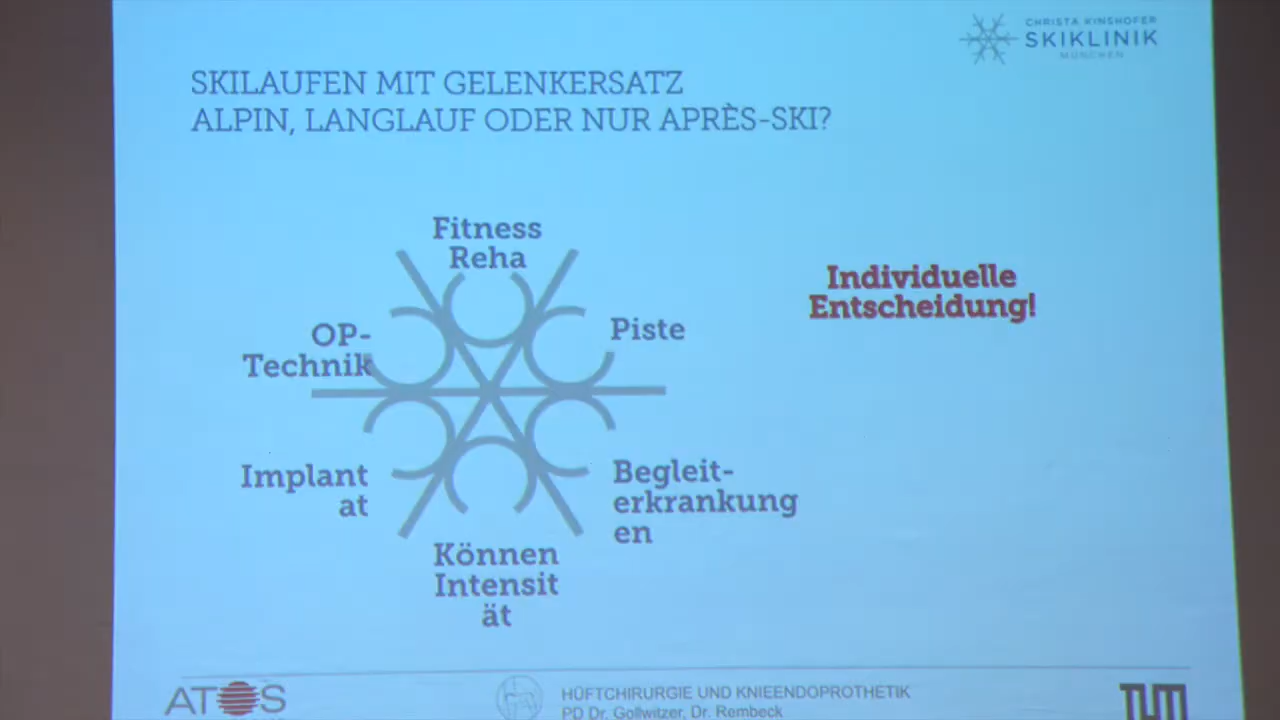 CHRISTA KINSHOFER
SKIKLINIK
MÜNCHEN
SKILAUFEN MIT GELENKERSATZ
ALPIN, LANGLAUF ODER NUR APRÈS-SKI?
Fitness
Reha
Individuelle
Entscheidung!
OP-
Technik
Piste
Implant
at
Begleit-
erkrankung
en
Können
Intensit
ät
ATOS
HÜFTCHIRURGIE UND KNIEENDOPROTHETIK
PD Dr. Gollwitzer, Dr. Rembeck
TUM